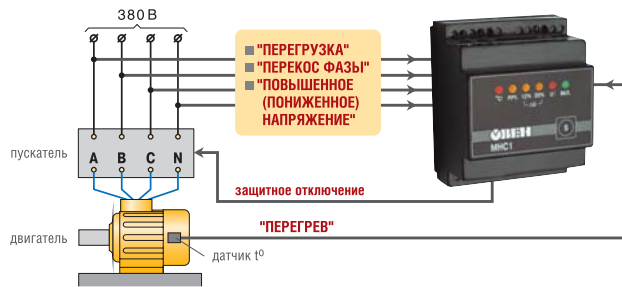 380 В
"ПЕРЕГРУЗКА"
"ПЕРЕКОС ФАЗЫ"
"ПОВЫШЕННОЕ
(ПОНИЖЕННОЕ)
НАПРЯЖЕНИЕ"
ОВЕН
МНС1
пускатель
A B C N
защитное отключение
"ПЕРЕГРЕВ"
двигатель
датчик t⁰